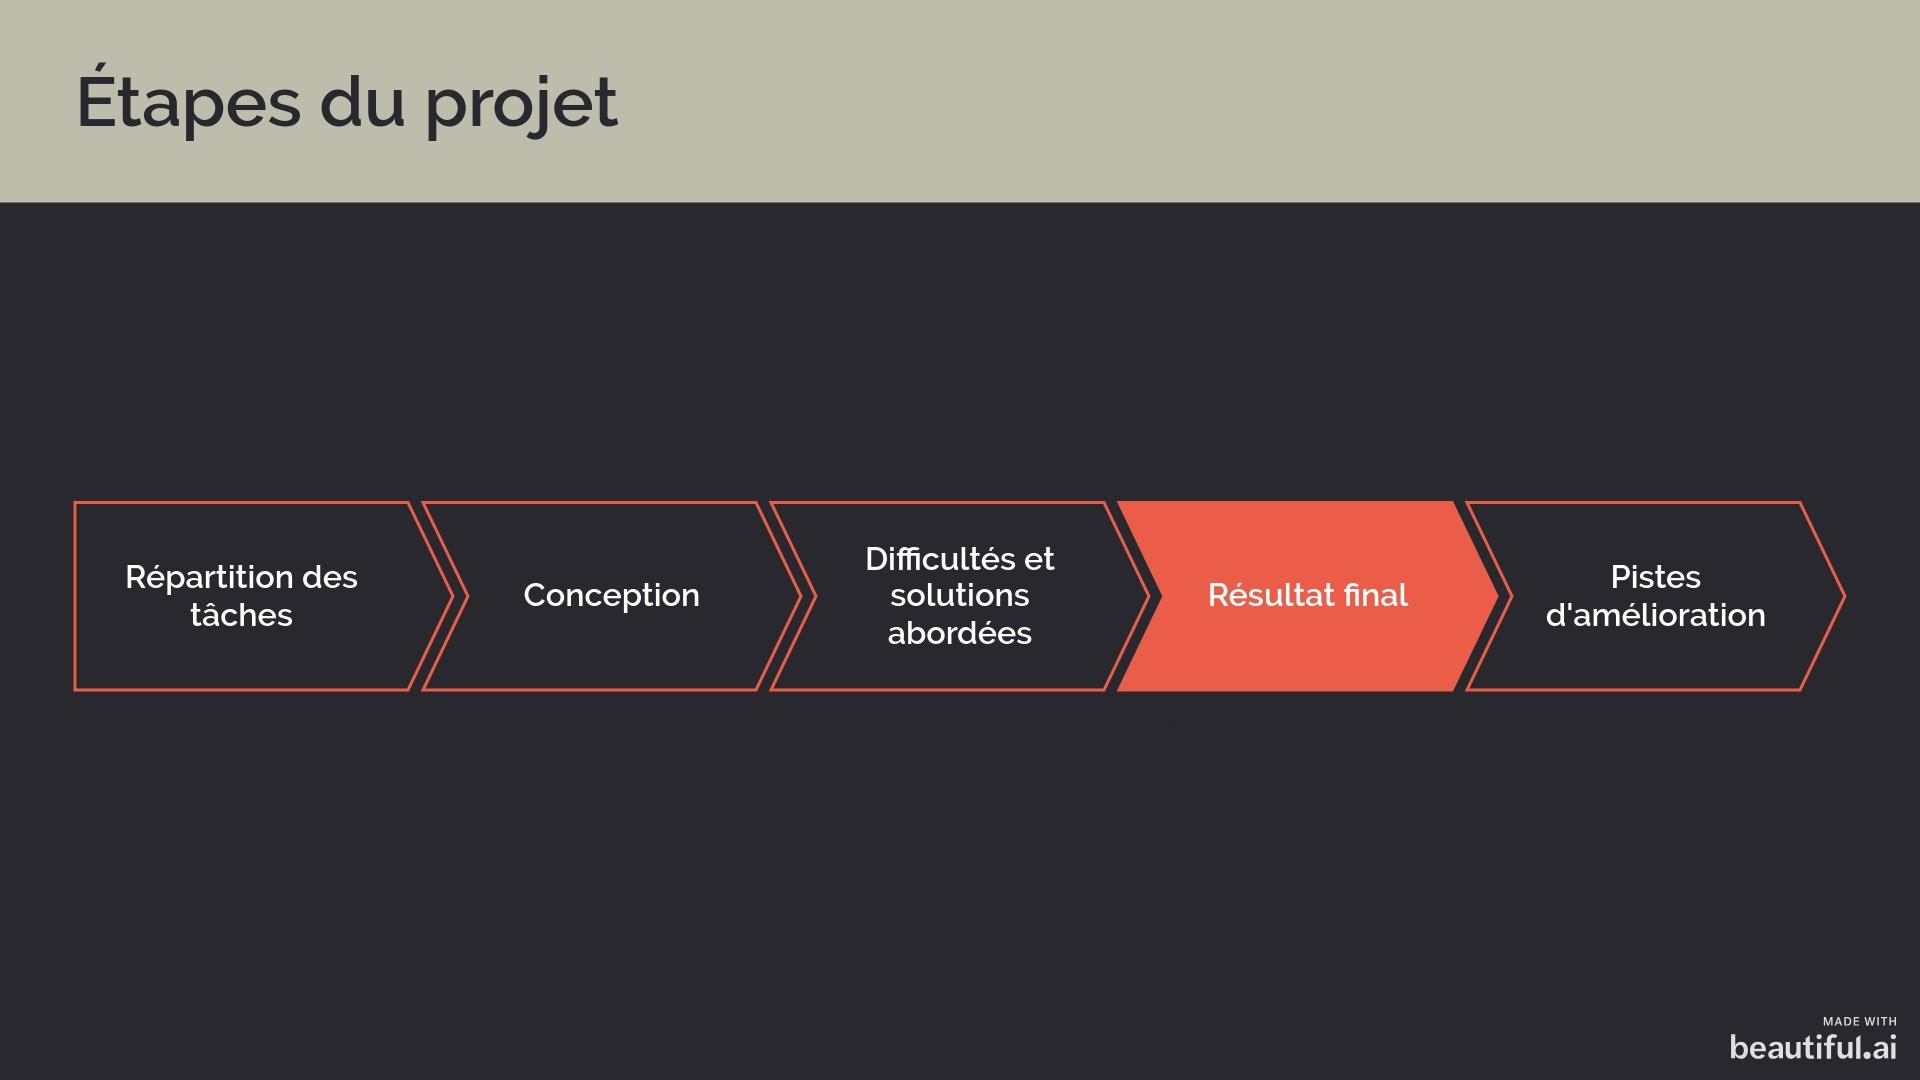 Étapes du projet
Répartition des
tâches
Conception
Difficultés et
solutions
abordées
Résultat final
Pistes
d'amélioration
MADE WITH
beautiful.ai